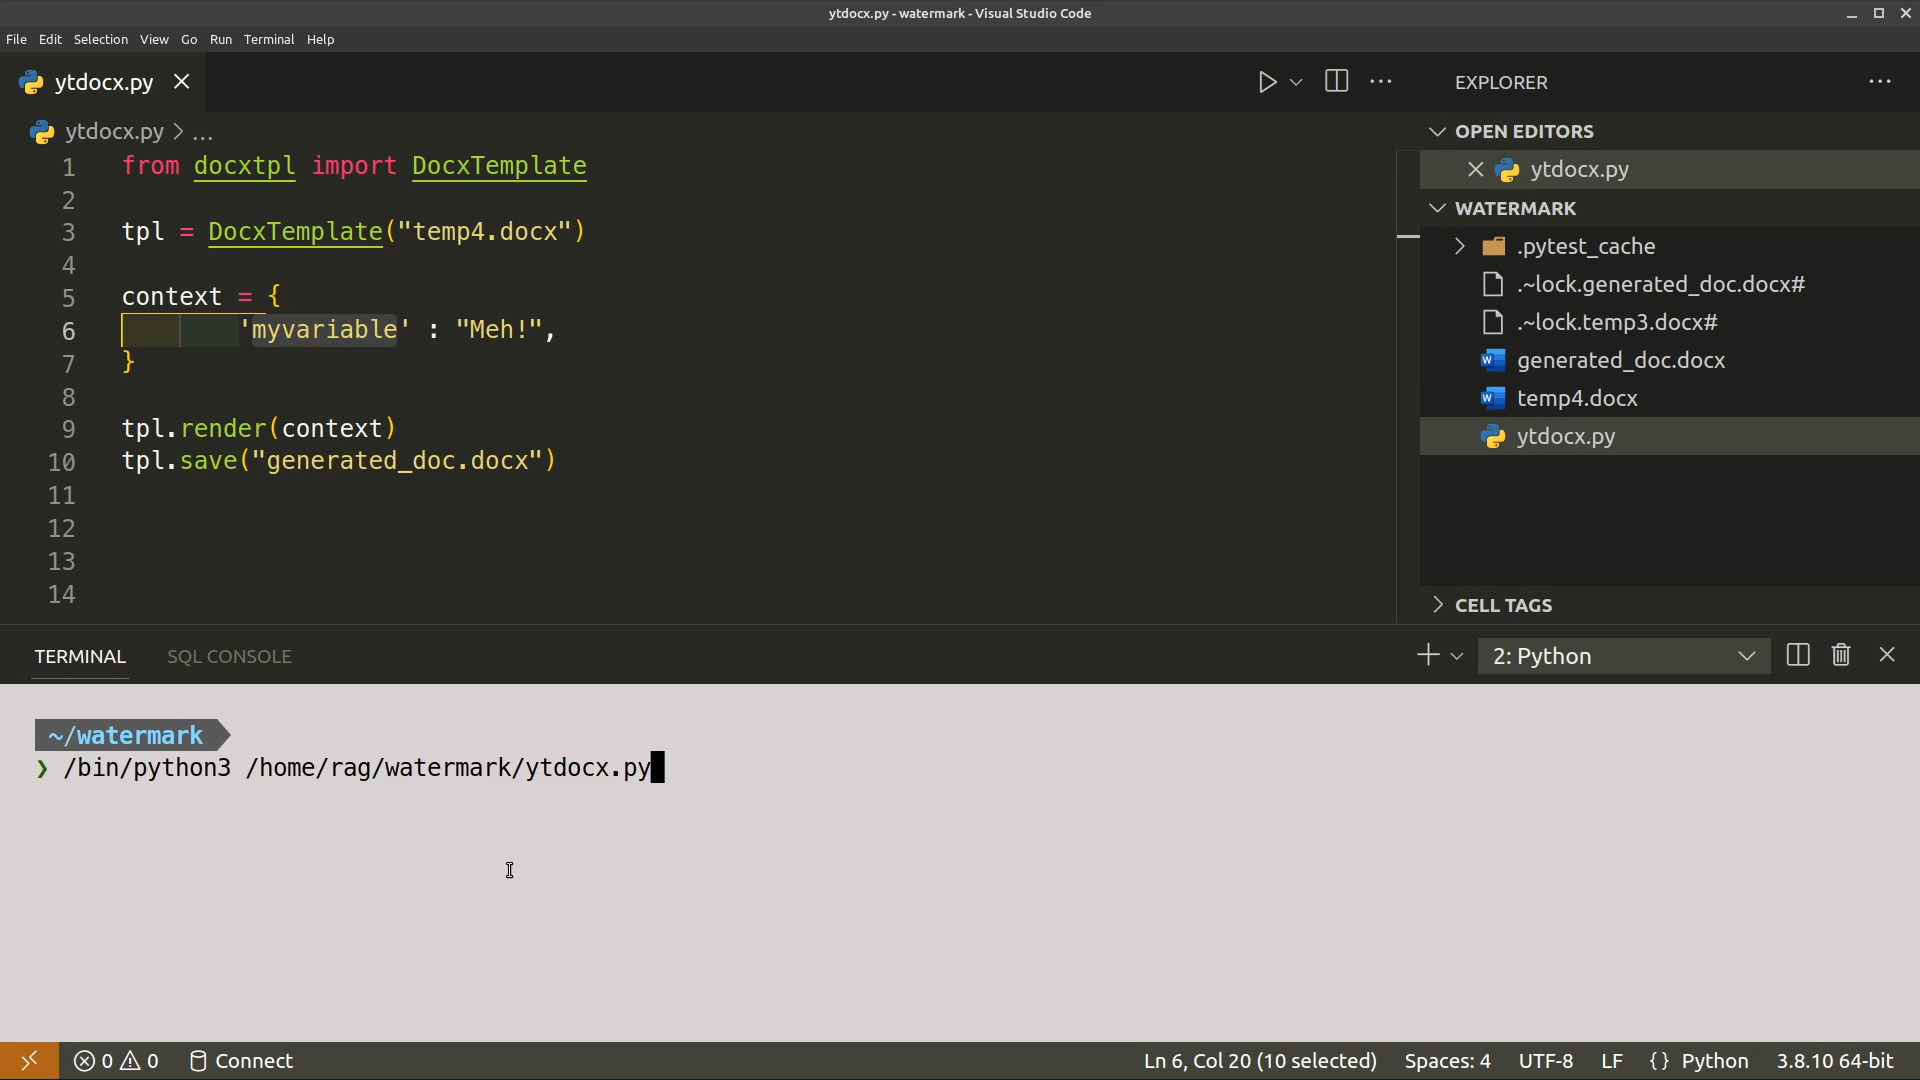 ytdocx.py - watermark - Visual Studio Code
File Edit Selection View Go Run Terminal Help
ytdocx.py
ytdocx.py > ...
1 from docxtpl import DocxTemplate
2
3 tpl = DocxTemplate("temp4.docx")
4
5 context = {
6 'myvariable' : "Meh!",
7 }
8
9 tpl.render(context)
10 tpl.save("generated_doc.docx")
11
12
13
14
EXPLORER
OPEN EDITORS
ytdocx.py
WATERMARK
.pytest_cache
.~lock.generated_doc.docx#
.~lock.temp3.docx#
generated_doc.docx
temp4.docx
ytdocx.py
CELL TAGS
TERMINAL SQL CONSOLE
2: Python
~/watermark
❯ /bin/python3 /home/rag/watermark/ytdocx.py
0 0 Connect
Ln 6, Col 20 (10 selected) Spaces: 4 UTF-8 LF {} Python 3.8.10 64-bit